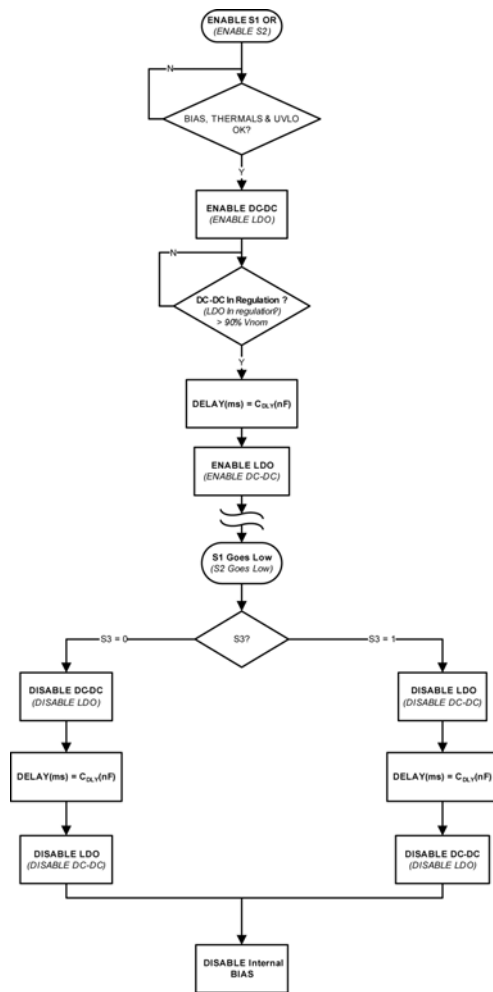 ENABLE S1 OR
(ENABLE S2)
N
BIAS, THERMALS & UVLO
OK?
Y
ENABLE DC-DC
(ENABLE LDO)
N
DC-DC In Regulation ?
(LDO In regulation?)
> 90% Vnom
Y
DELAY(ms) = CDLY(nF)
ENABLE LDO
(ENABLE DC-DC)
S1 Goes Low
(S2 Goes Low)
S3 = 0
S3?
S3 = 1
DISABLE DC-DC
(DISABLE LDO)
DISABLE LDO
(DISABLE DC-DC)
DELAY(ms) = CDLY(nF)
DELAY(ms) = CDLY(nF)
DISABLE LDO
(DISABLE DC-DC)
DISABLE DC-DC
(DISABLE LDO)
DISABLE Internal
BIAS